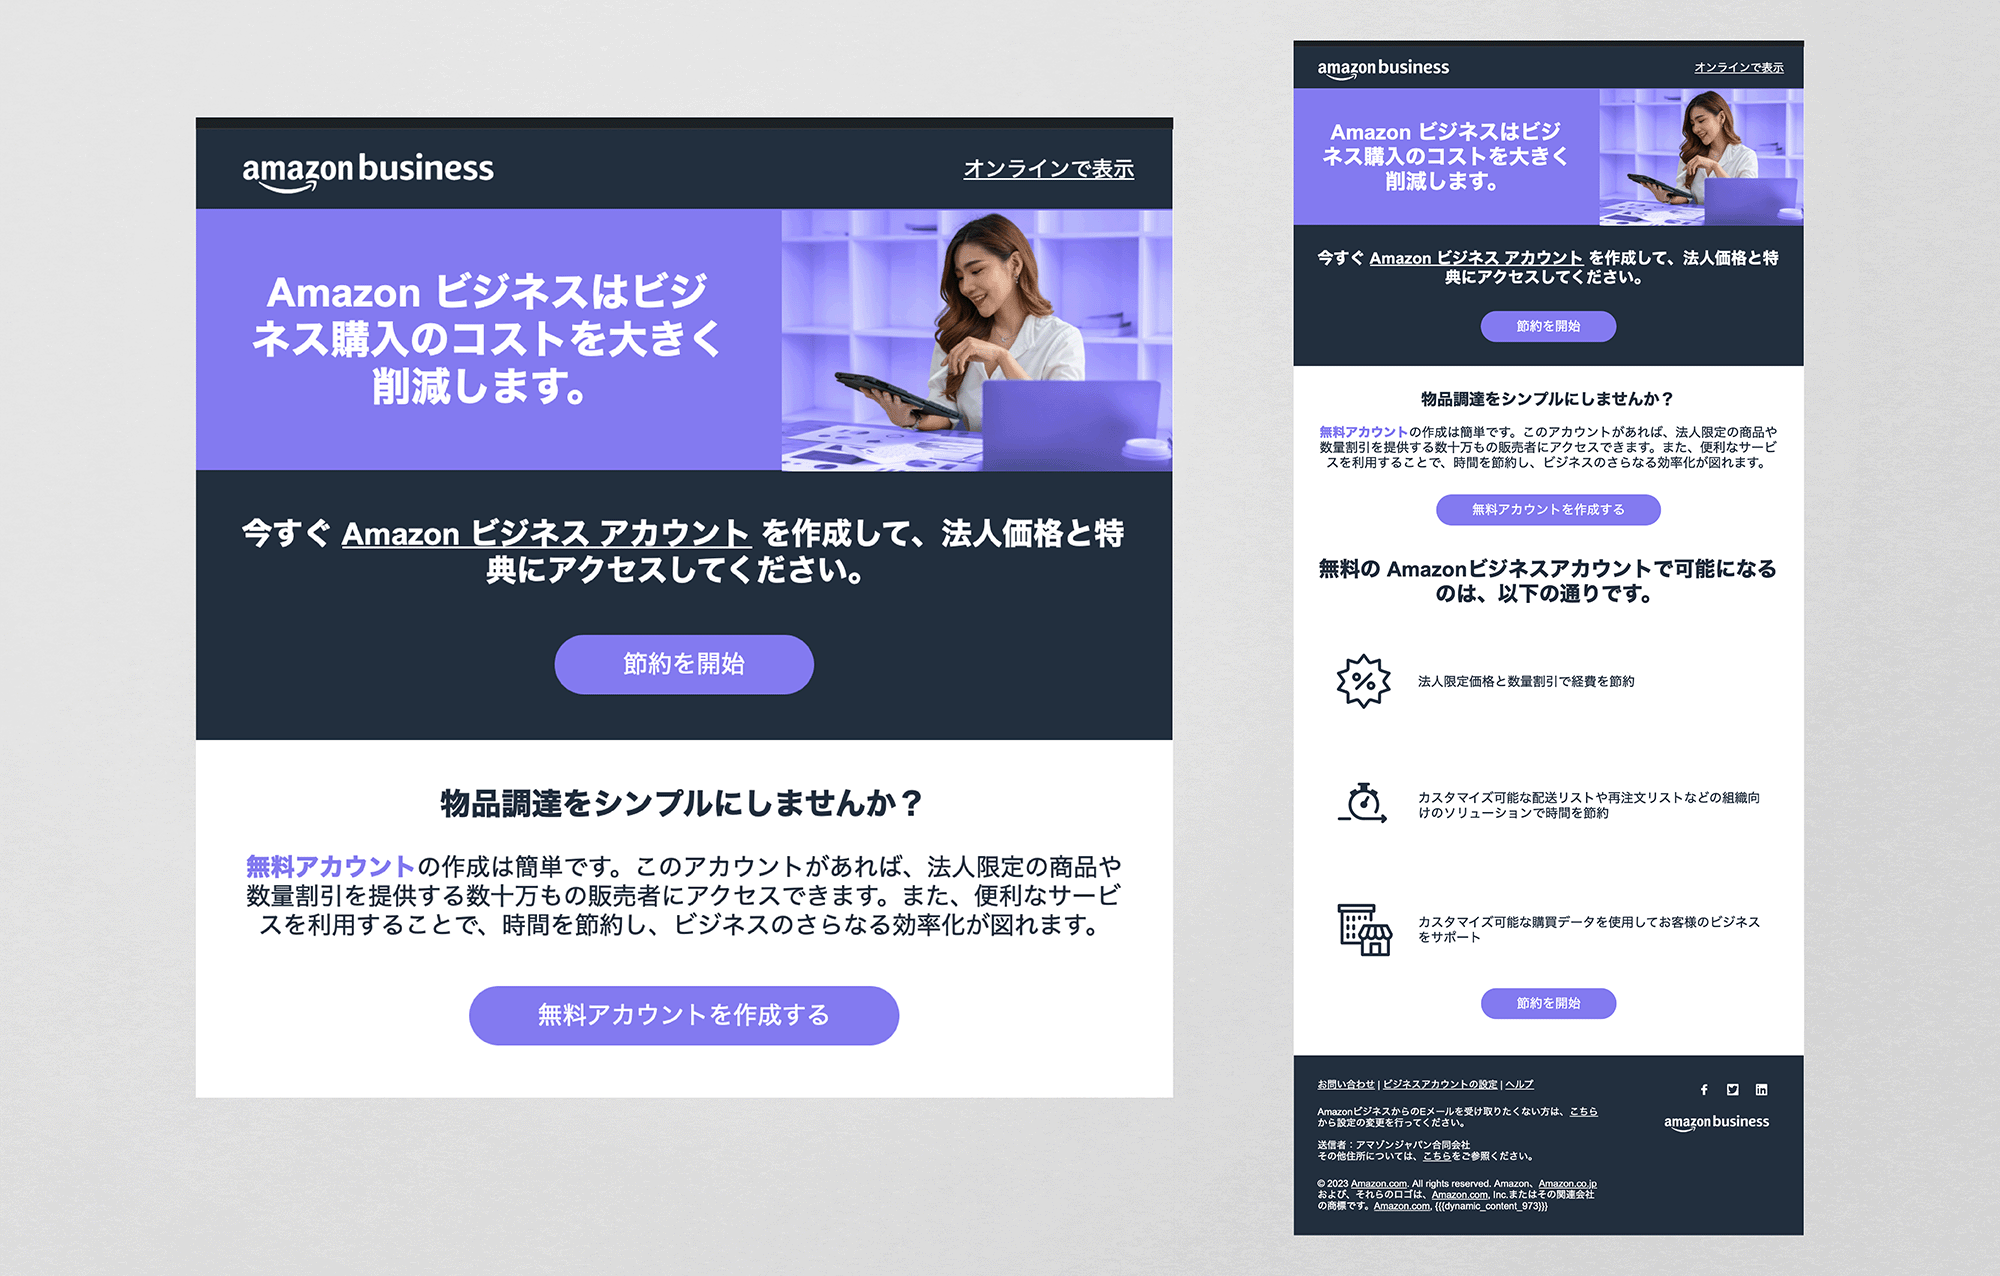 amazon business
オンラインで表示
Amazon ビジネスはビジ
ネス購入のコストを大きく
削減します。
今すぐ Amazon ビジネス アカウント を作成して、法人価格と特
典にアクセスしてください。
節約を開始
物品調達をシンプルにしませんか？
無料アカウントの作成は簡単です。このアカウントがあれば、法人限定の商品や
数量割引を提供する数十万もの販売者にアクセスできます。また、便利なサービ
スを利用することで、時間を節約し、ビジネスのさらなる効率化が図れます。
無料アカウントを作成する
amazon business
オンラインで表示
Amazon ビジネスはビジ
ネス購入のコストを大きく
削減します。
今すぐ Amazon ビジネス アカウント を作成して、法人価格と特
典にアクセスしてください。
節約を開始
物品調達をシンプルにしませんか？
無料アカウントの作成は簡単です。このアカウントがあれば、法人限定の商品や
数量割引を提供する数十万もの販売者にアクセスできます。また、便利なサービ
スを利用することで、時間を節約し、ビジネスのさらなる効率化が図れます。
無料アカウントを作成する
無料の Amazonビジネスアカウントで可能になる
のは、以下の通りです。
%
法人限定価格と数量割引で経費を節約
カスタマイズ可能な配送リストや再注文リストなどの組織向
けのソリューションで時間を節約
カスタマイズ可能な購買データを使用してお客様のビジネス
をサポート
節約を開始
お問い合わせ | ビジネスアカウントの設定 | ヘルプ
AmazonビジネスからのEメールを受け取りたくない方は、こちら
から設定の変更を行ってください。
送信者：アマゾンジャパン合同会社
その他住所については、こちらをご参照ください。
© 2023 Amazon.com. All rights reserved. Amazon、Amazon.co.jp
および、それらのロゴは、Amazon.com, Inc.またはその関連会社
の商標です。Amazon.com, {{{dynamic_content_973}}}
f
in
amazon business